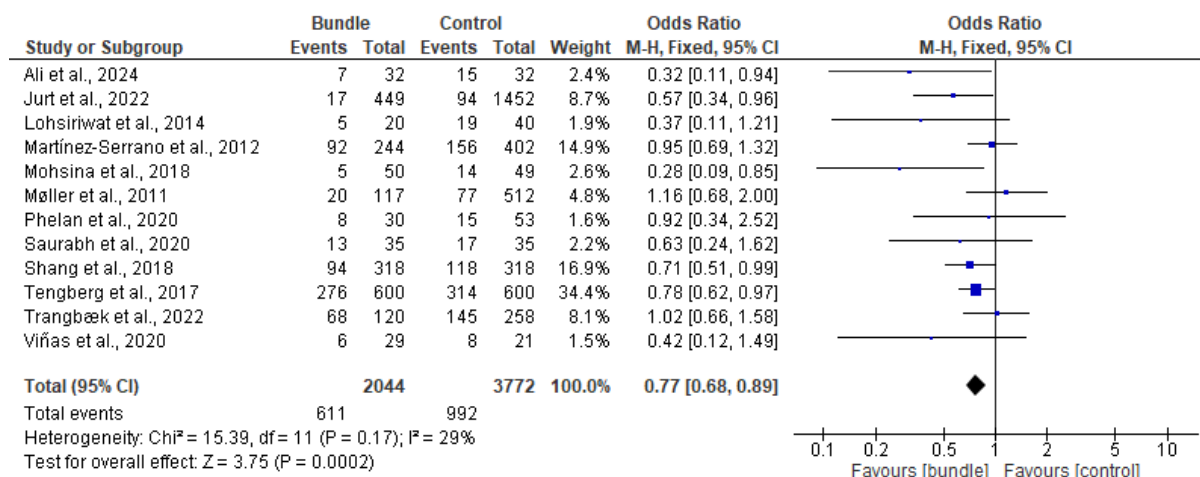 Bundle Control Odds Ratio Odds Ratio
Study or Subgroup Events Total Events Total Weight M-H, Fixed, 95% CI M-H, Fixed, 95% CI
Ali et al., 2024 7 32 15 32 2.4% 0.32 [0.11, 0.94]
Jurt et al., 2022 17 449 94 1452 8.7% 0.57 [0.34, 0.96]
Lohsiriwat et al., 2014 5 20 19 40 1.9% 0.37 [0.11, 1.21]
Martínez-Serrano et al., 2012 92 244 156 402 14.9% 0.95 [0.69, 1.32]
Mohsina et al., 2018 5 50 14 49 2.6% 0.28 [0.09, 0.85]
Møller et al., 2011 20 117 77 512 4.8% 1.16 [0.68, 2.00]
Phelan et al., 2020 8 30 15 53 1.6% 0.92 [0.34, 2.52]
Saurabh et al., 2020 13 35 17 35 2.2% 0.63 [0.24, 1.62]
Shang et al., 2018 94 318 118 318 16.9% 0.71 [0.51, 0.99]
Tengberg et al., 2017 276 600 314 600 34.4% 0.78 [0.62, 0.97]
Trangbæk et al., 2022 68 120 145 258 8.1% 1.02 [0.66, 1.58]
Viñas et al., 2020 6 29 8 21 1.5% 0.42 [0.12, 1.49]
Total (95% CI) 2044 3772 100.0% 0.77 [0.68, 0.89]
Total events 611 992
Heterogeneity: Chi² = 15.39, df = 11 (P = 0.17); I² = 29%
Test for overall effect: Z = 3.75 (P = 0.0002)
0.1 0.2 0.5 1 2 5 10
Favours [bundle] Favours [control]